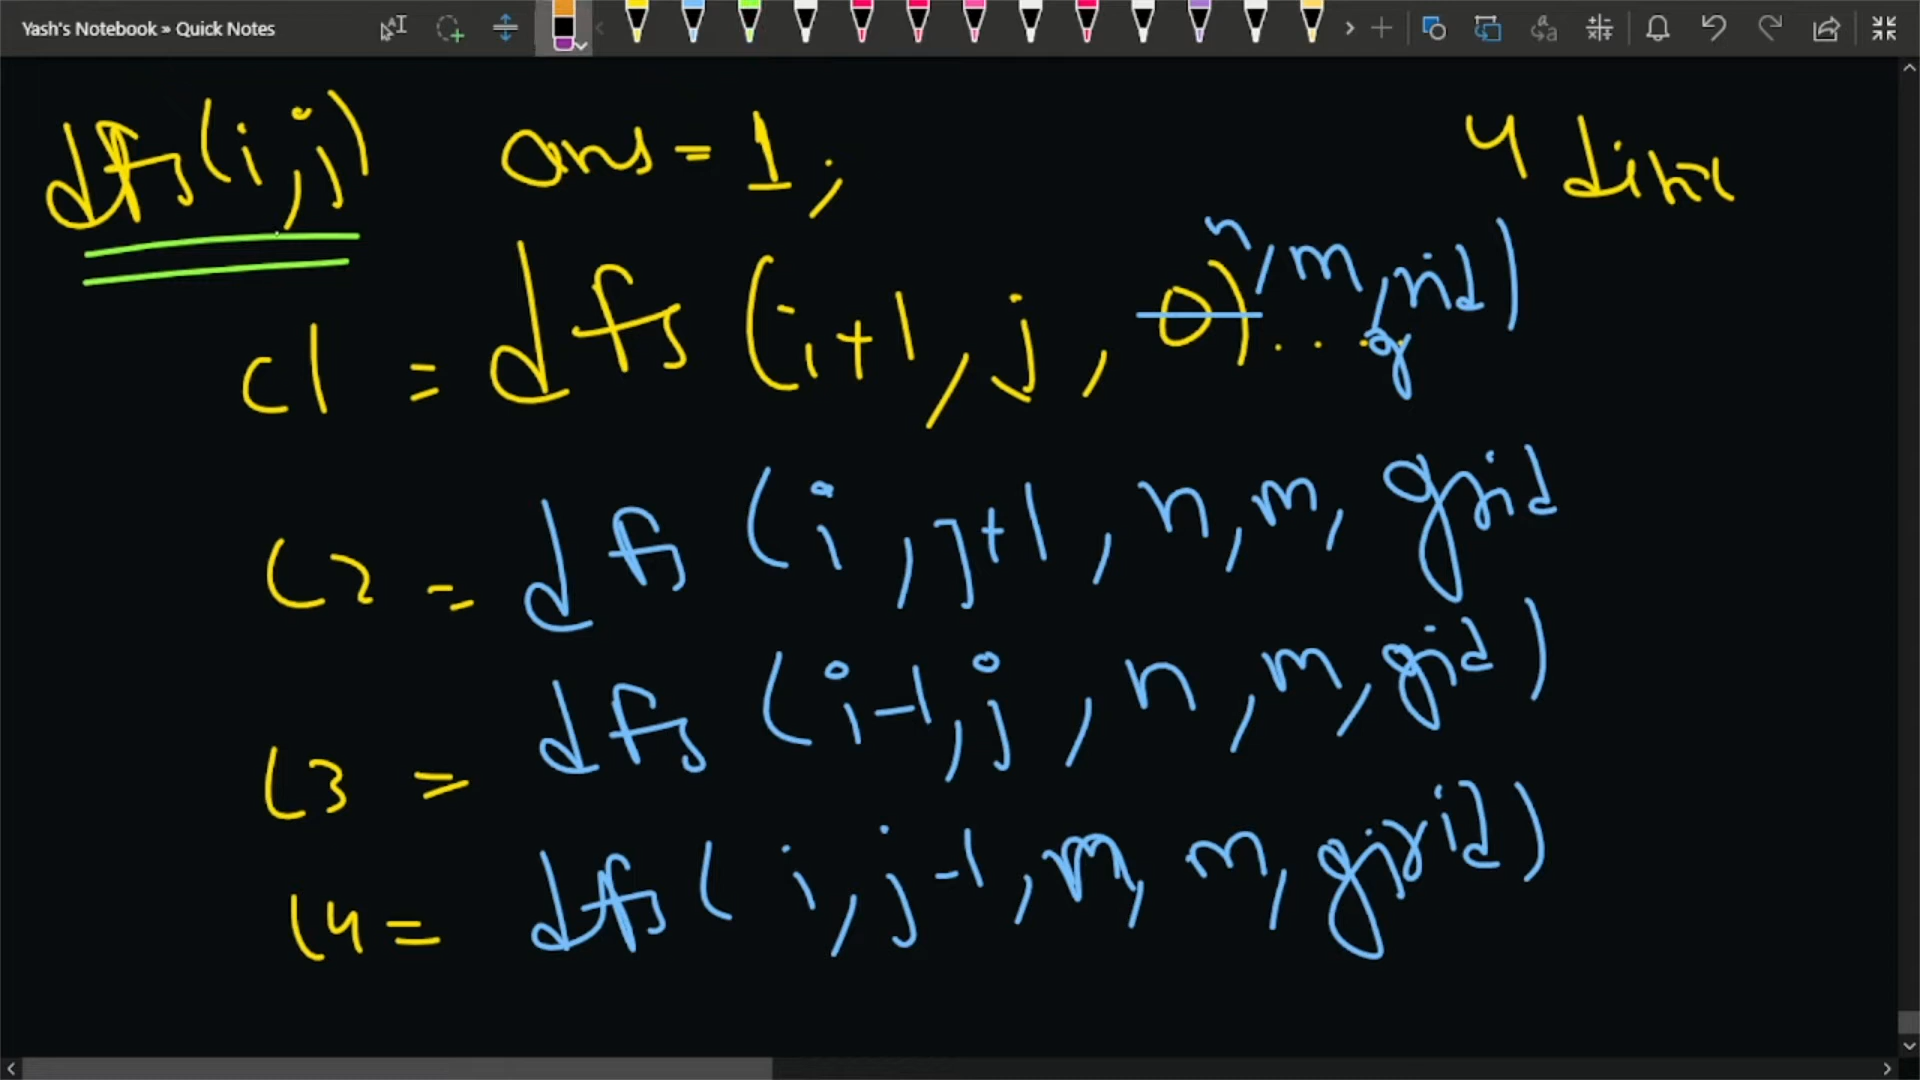 Yash's Notebook » Quick Notes
dfs(i,j) ans = 1;
c1 = dfs(i+1, j, 0)... n, m, grid)
c2 = dfs(i, j+1, n, m, grid
c3 = dfs(i-1, j, n, m, grid)
c4 = dfs(i, j-1, n, m, grid)
4